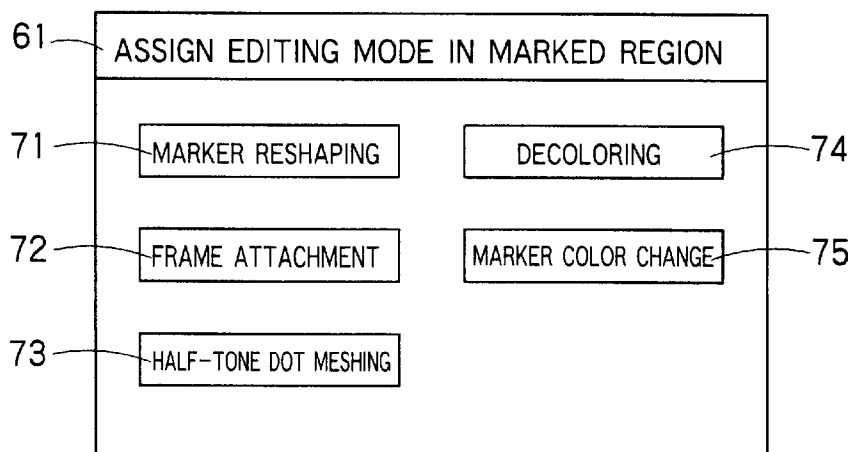 61 ASSIGN EDITING MODE IN MARKED REGION
71 MARKER RESHAPING DECOLORING 74
72 FRAME ATTACHMENT MARKER COLOR CHANGE 75
73 HALF-TONE DOT MESHING